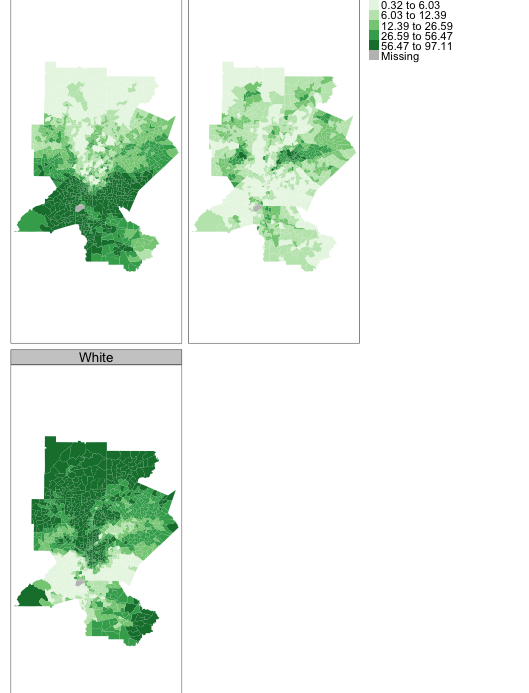 0.32 to 6.03
6.03 to 12.39
12.39 to 26.59
26.59 to 56.47
56.47 to 97.11
Missing
White